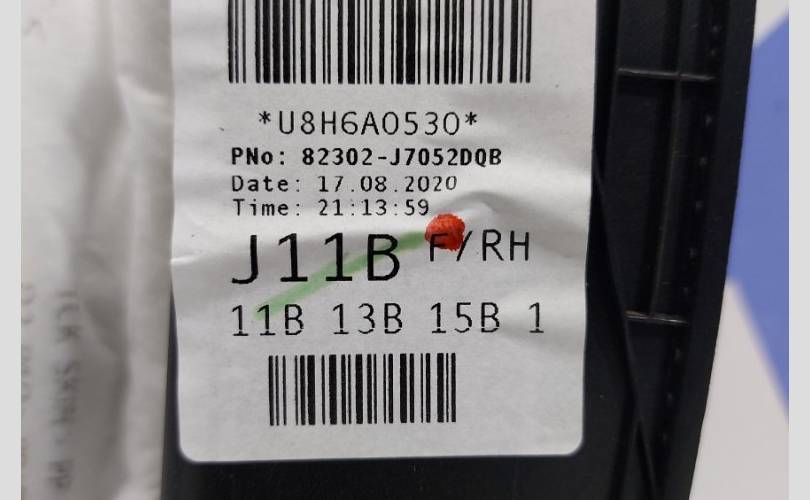 *U8H6A0530*
PNo: 82302-J7052DQB
Date: 17.08.2020
Time: 21:13:59
J11B F/RH
11B 13B 15B 1